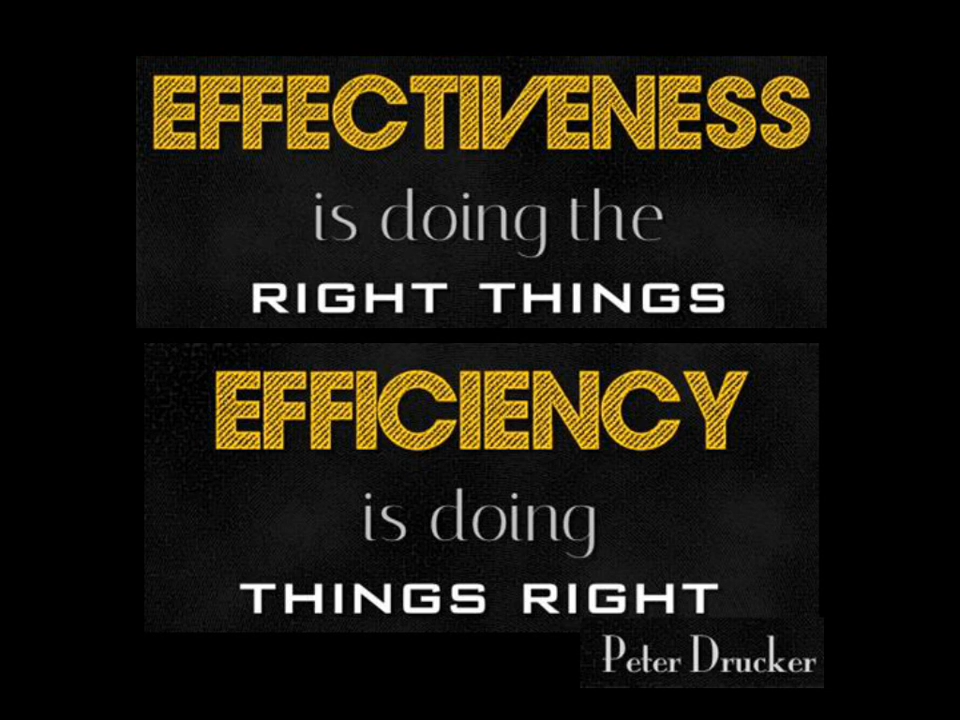 EFFECTIVENESS
is doing the
RIGHT THINGS
EFFICIENCY
is doing
THINGS RIGHT
Peter Drucker